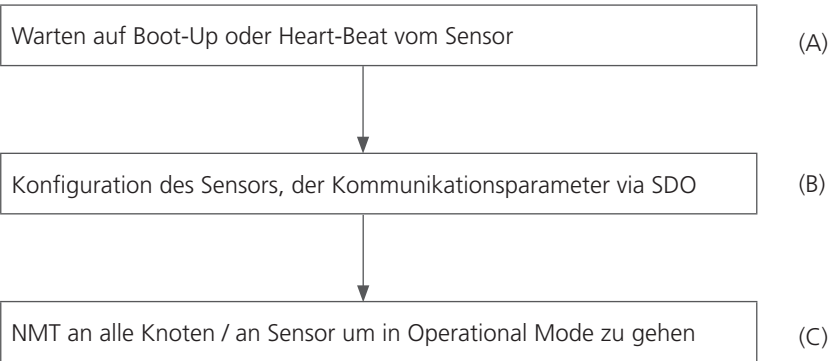 Warten auf Boot-Up oder Heart-Beat vom Sensor
(A)
Konfiguration des Sensors, der Kommunikationsparameter via SDO
(B)
NMT an alle Knoten / an Sensor um in Operational Mode zu gehen
(C)